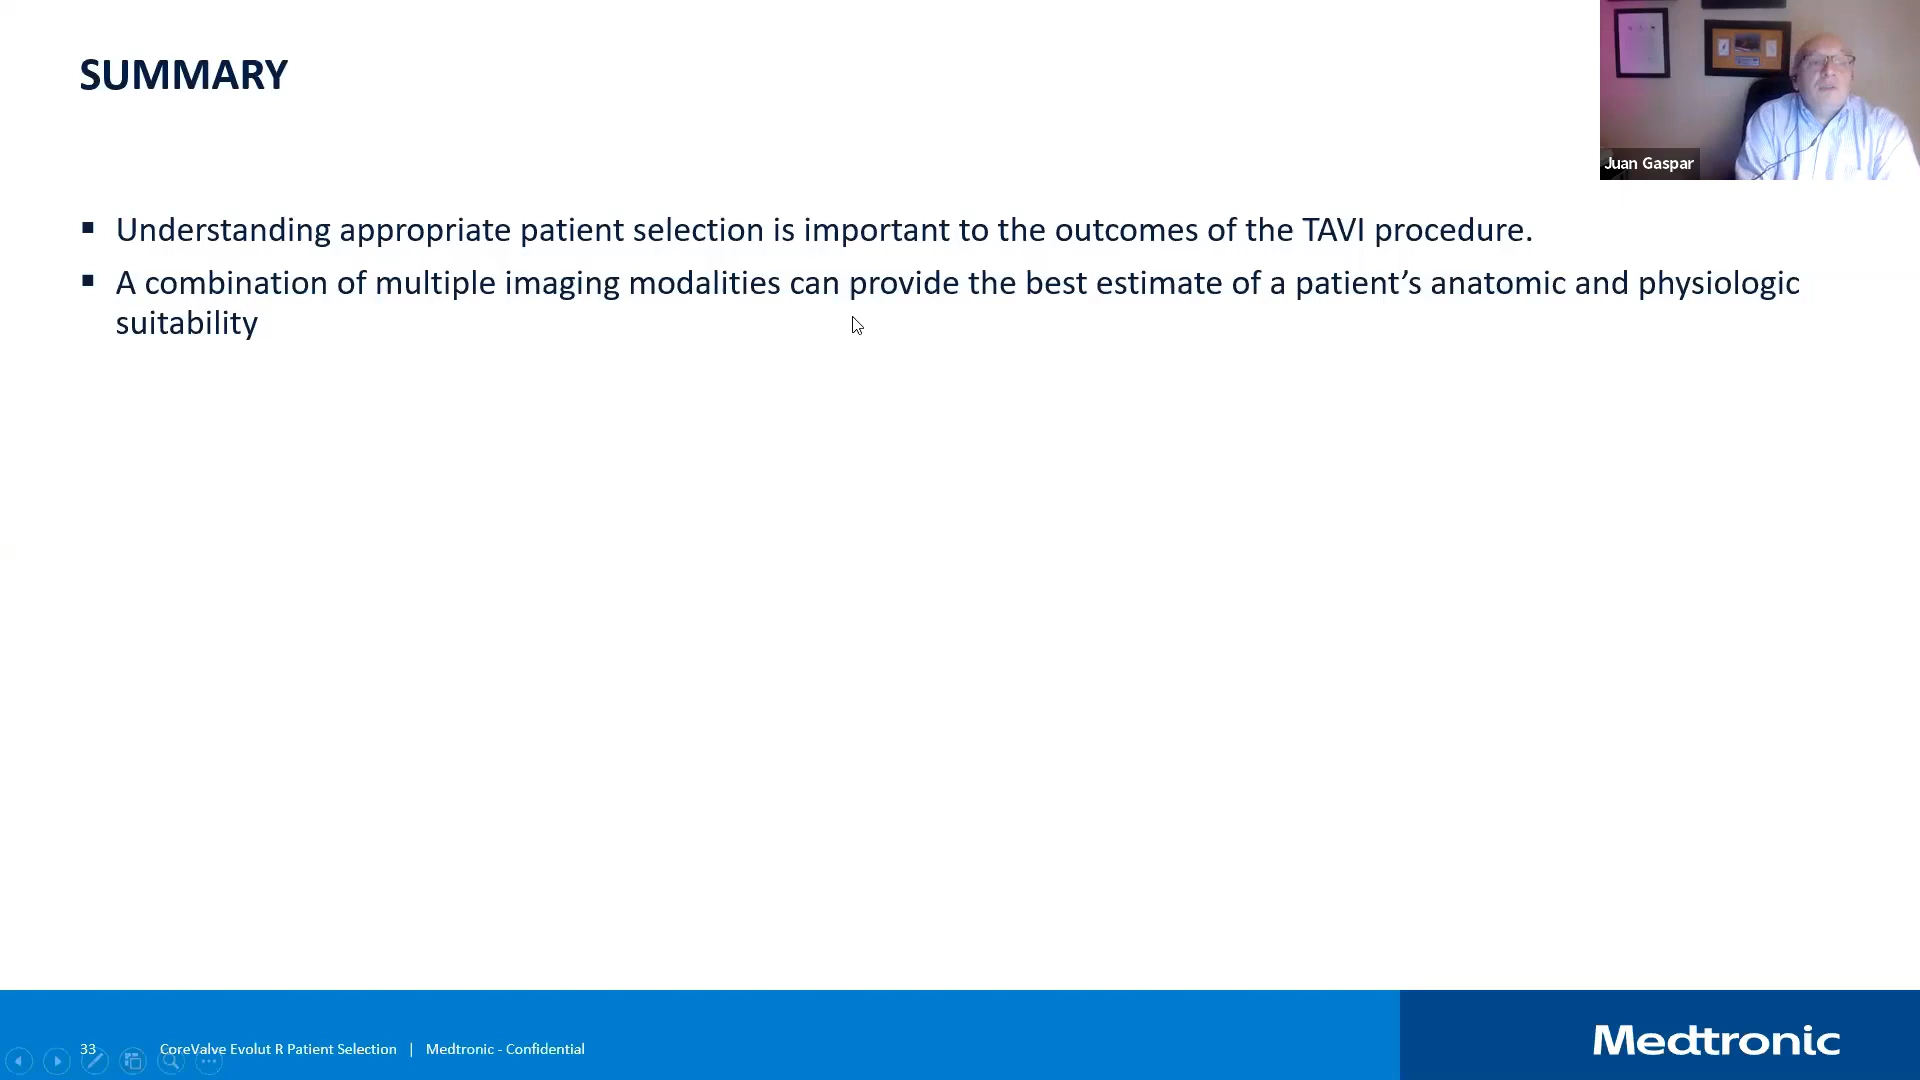 SUMMARY
Juan Gaspar
▪ Understanding appropriate patient selection is important to the outcomes of the TAVI procedure.
▪ A combination of multiple imaging modalities can provide the best estimate of a patient’s anatomic and physiologic
suitability
33 CoreValve Evolut R Patient Selection | Medtronic - Confidential
Medtronic